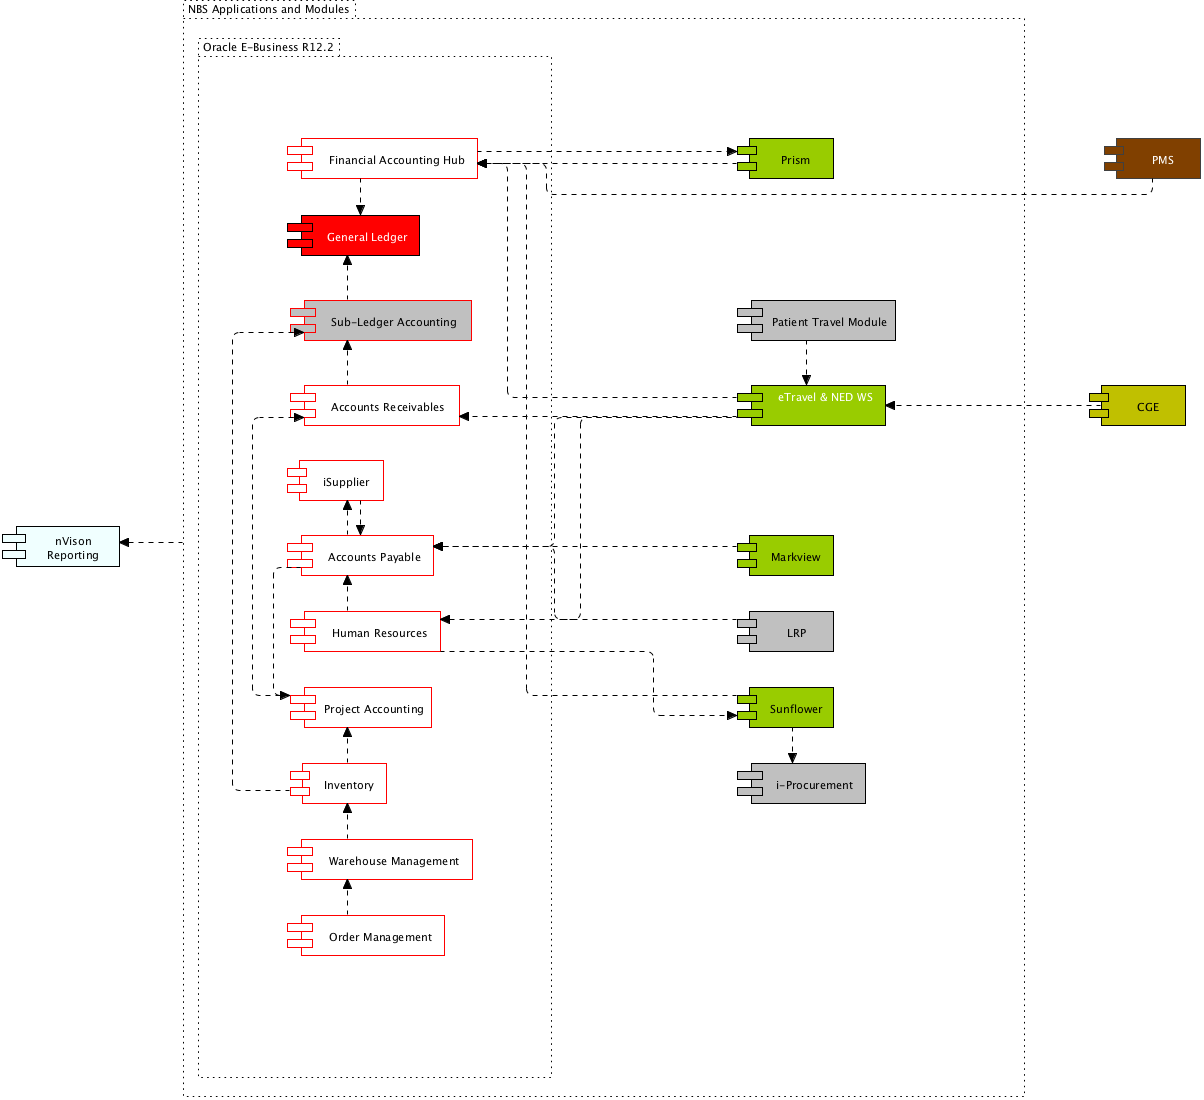 NBS Applications and Modules
Oracle E-Business R12.2
Financial Accounting Hub
Prism
PMS
General Ledger
Sub-Ledger Accounting
Patient Travel Module
Accounts Receivables
eTravel & NED WS
CGE
iSupplier
nVison
Reporting
Accounts Payable
Markview
Human Resources
LRP
Project Accounting
Sunflower
Inventory
i-Procurement
Warehouse Management
Order Management